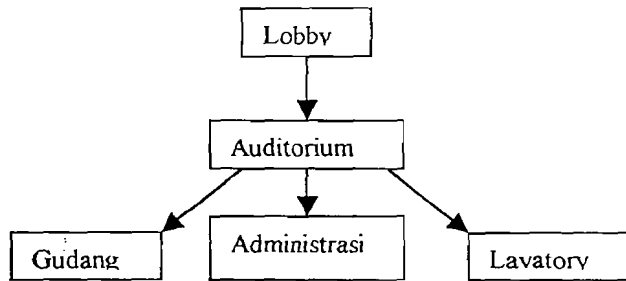 Lobby
Auditorium
Gudang
Administrasi
Lavatory